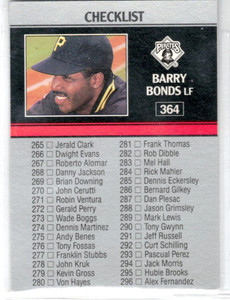 CHECKLIST
PIRATES
BARRY
BONDS LF
364
265 Jerald Clark
266 Dwight Evans
267 Roberto Alomar
268 Danny Jackson
269 Brian Downing
270 John Cerutti
271 Robin Ventura
272 Gerald Perry
273 Wade Boggs
274 Dennis Martinez
275 Andy Benes
276 Tony Fossas
277 Franklin Stubbs
278 John Kruk
279 Kevin Gross
280 Von Hayes
281 Frank Thomas
282 Rob Dibble
283 Mel Hall
284 Rick Mahler
285 Dennis Eckersley
286 Bernard Gilkey
287 Dan Plesac
288 Jason Grimsley
289 Mark Lewis
290 Tony Gwynn
291 Jeff Russell
292 Curt Schilling
293 Pascual Perez
294 Jack Morris
295 Hubie Brooks
296 Alex Fernandez